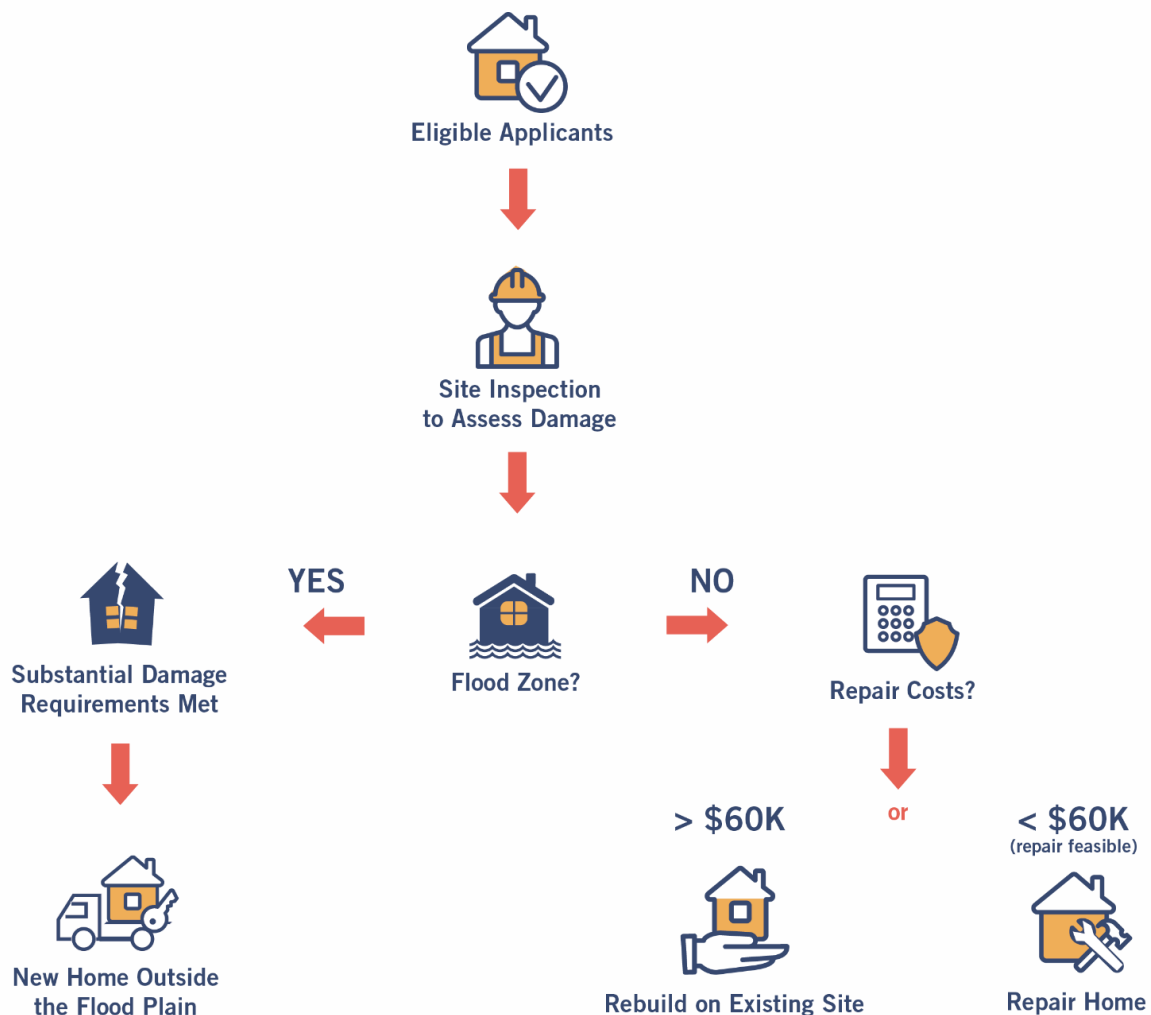 Eligible Applicants
Site Inspection
to Assess Damage
YES
NO
Flood Zone?
Substantial Damage
Requirements Met
Repair Costs?
or
> $60K
< $60K
(repair feasible)
New Home Outside
the Flood Plain
Rebuild on Existing Site
Repair Home